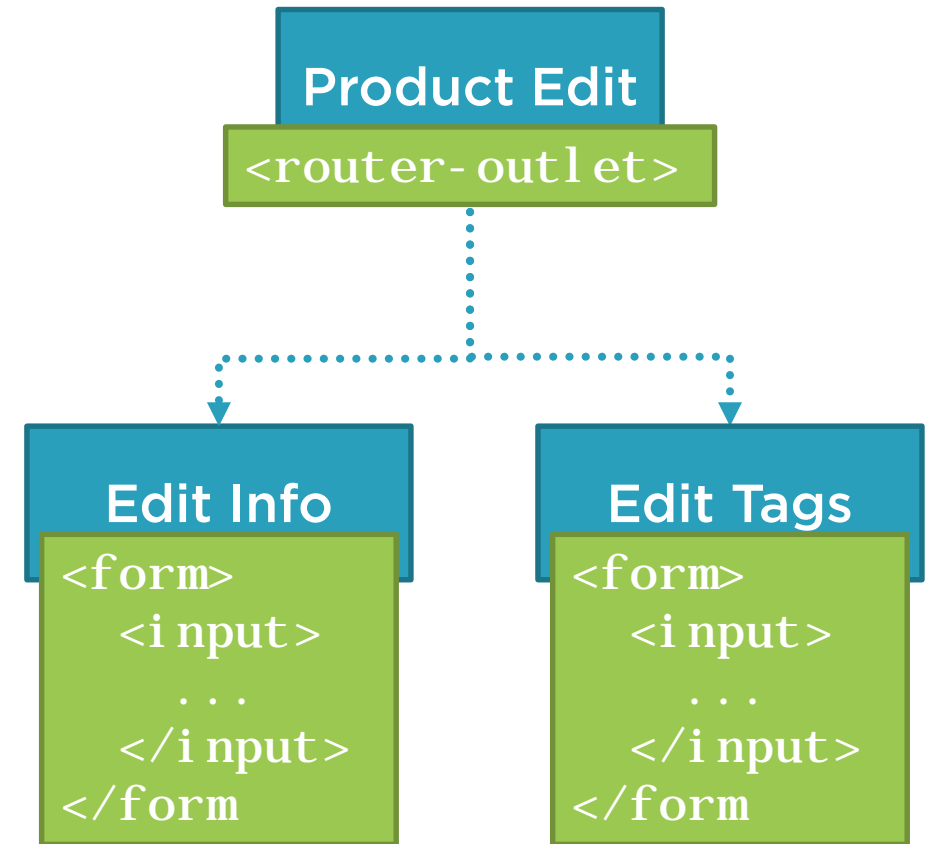 Product Edit
<router-outlet>
Edit Info
<form>
<input>
...
</input>
</form
Edit Tags
<form>
<input>
...
</input>
</form